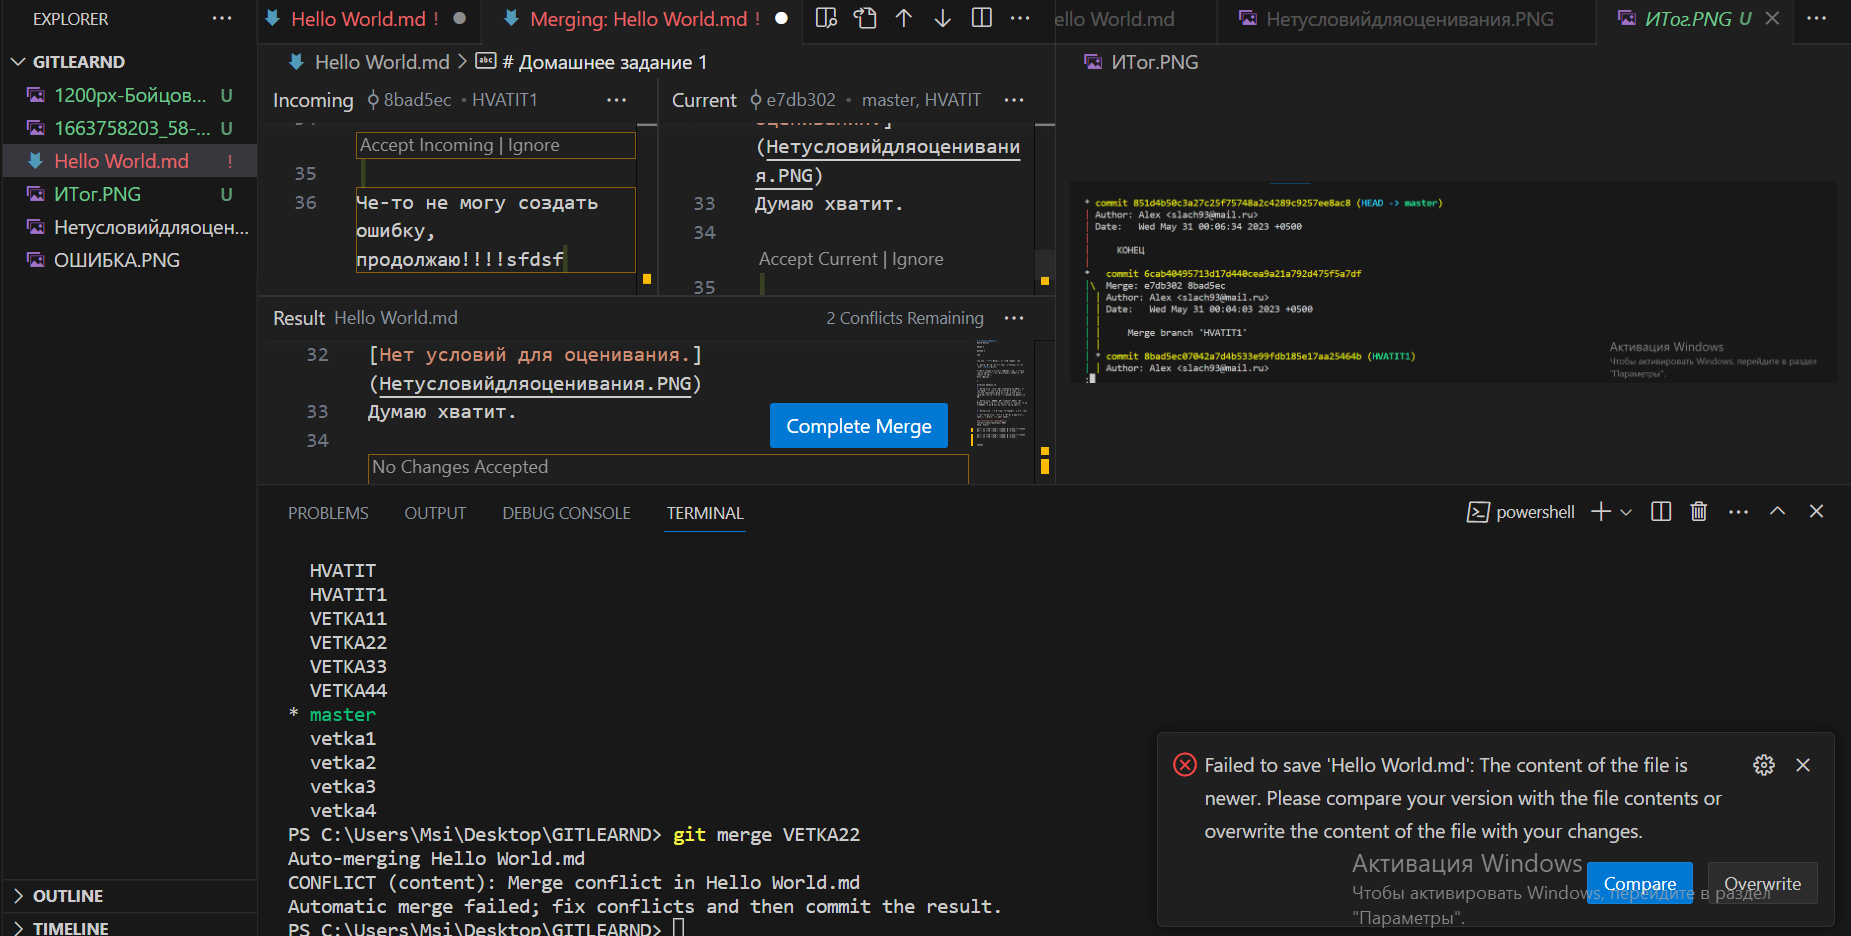 EXPLORER
GITLEARND
1200px-Бойцов... U
1663758203_58-... U
Hello World.md !
ИТог.PNG U
Нетусловийдляоцен...
ОШИБКА.PNG
OUTLINE
TIMELINE
Hello World.md !
Merging: Hello World.md !
ello World.md
Нетусловийдляоценивания.PNG
ИТог.PNG U
Hello World.md > # Домашнее задание 1
ИТог.PNG
Incoming 8bad5ec • HVATIT1
Accept Incoming | Ignore
35
36 Че-то не могу создать
ошибку,
продолжаю!!!!sfdsf
Current e7db302 • master, HVATIT
оценивания.]
(Нетусловийдляоценивани
я.PNG)
33 Думаю хватит.
34
Accept Current | Ignore
35
Result Hello World.md
2 Conflicts Remaining
32 [Нет условий для оценивания.]
(Нетусловийдляоценивания.PNG)
33 Думаю хватит.
34
Complete Merge
No Changes Accepted
* commit 851d4b50c3a27c25f75748a2c4289c9257ee8ac8 (HEAD -> master)
| Author: Alex <slach93@mail.ru>
| Date: Wed May 31 00:06:34 2023 +0500
|
| КОНЕЦ
|
* commit 6cab40495713d17d440cea9a21a792d475f5a7df
|\ Merge: e7db302 8bad5ec
| | Author: Alex <slach93@mail.ru>
| | Date: Wed May 31 00:04:03 2023 +0500
| |
| | Merge branch 'HVATIT1'
| |
| * commit 8bad5ec07042a7d4b533e99fdb185e17aa25464b (HVATIT1)
| | Author: Alex <slach93@mail.ru>
:
Активация Windows
Чтобы активировать Windows, перейдите в раздел
"Параметры".
PROBLEMS
OUTPUT
DEBUG CONSOLE
TERMINAL
powershell
HVATIT
HVATIT1
VETKA11
VETKA22
VETKA33
VETKA44
* master
vetka1
vetka2
vetka3
vetka4
PS C:\Users\Msi\Desktop\GITLEARND> git merge VETKA22
Auto-merging Hello World.md
CONFLICT (content): Merge conflict in Hello World.md
Automatic merge failed; fix conflicts and then commit the result.
PS C:\Users\Msi\Desktop\GITLEARND>
Failed to save 'Hello World.md': The content of the file is
newer. Please compare your version with the file contents or
overwrite the content of the file with your changes.
Compare
Overwrite
Активация Windows
Чтобы активировать Windows, перейдите в раздел
"Параметры".